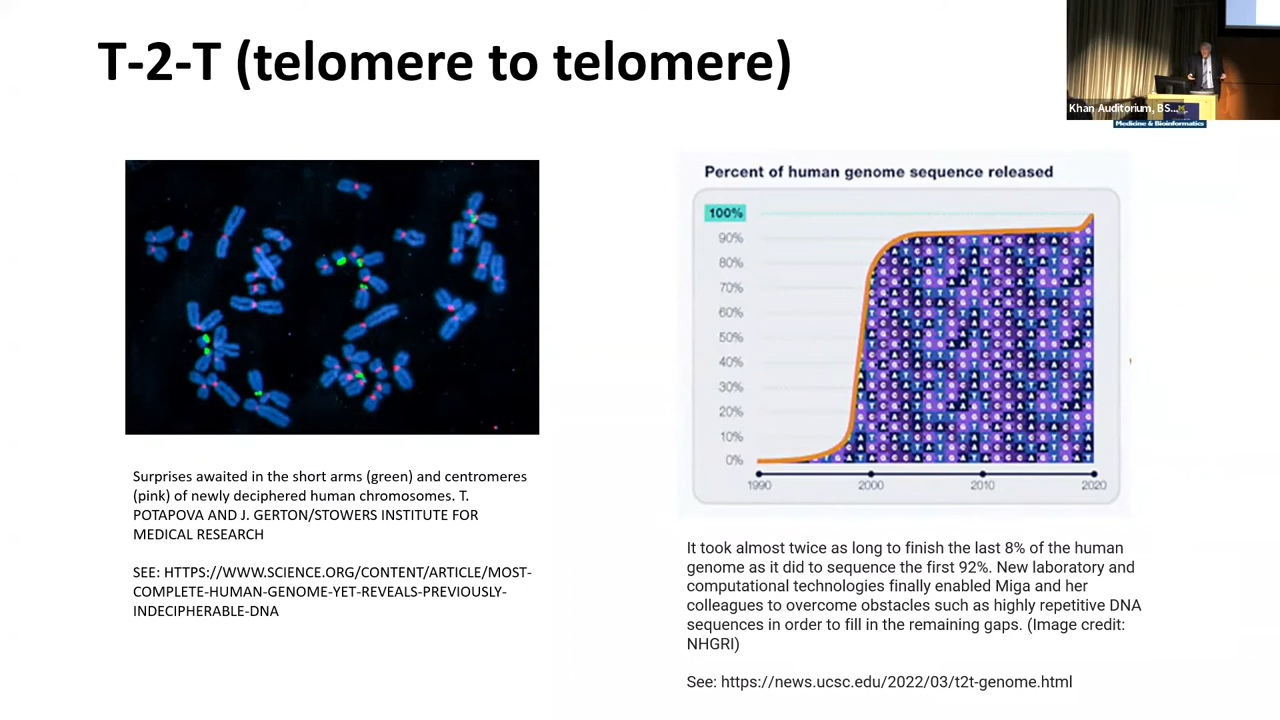 T-2-T (telomere to telomere)
Khan Auditorium, BS...
Medicine & Bioinformatics
Surprises awaited in the short arms (green) and centromeres
(pink) of newly deciphered human chromosomes. T.
POTAPOVA AND J. GERTON/STOWERS INSTITUTE FOR
MEDICAL RESEARCH
SEE: HTTPS://WWW.SCIENCE.ORG/CONTENT/ARTICLE/MOST-
COMPLETE-HUMAN-GENOME-YET-REVEALS-PREVIOUSLY-
INDECIPHERABLE-DNA
Percent of human genome sequence released
100%
90%
80%
70%
60%
50%
40%
30%
20%
10%
0%
1990 2000 2010 2020
It took almost twice as long to finish the last 8% of the human
genome as it did to sequence the first 92%. New laboratory and
computational technologies finally enabled Miga and her
colleagues to overcome obstacles such as highly repetitive DNA
sequences in order to fill in the remaining gaps. (Image credit:
NHGRI)
See: https://news.ucsc.edu/2022/03/t2t-genome.html